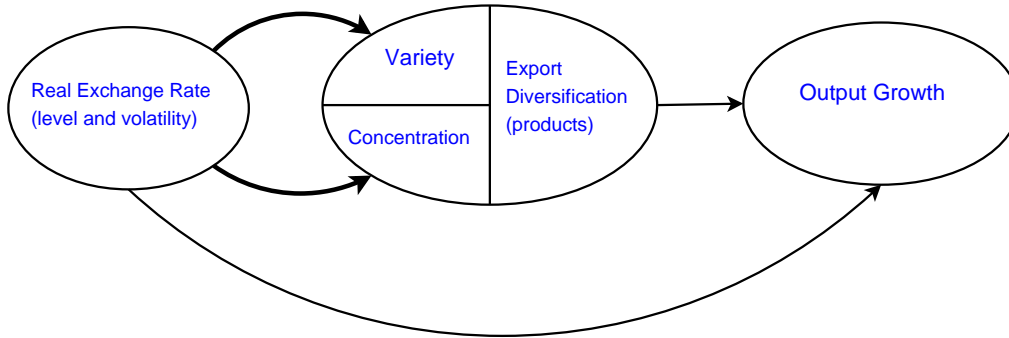 Real Exchange Rate
(level and volatility)
Variety
Concentration
Export
Diversification
(products)
Output Growth